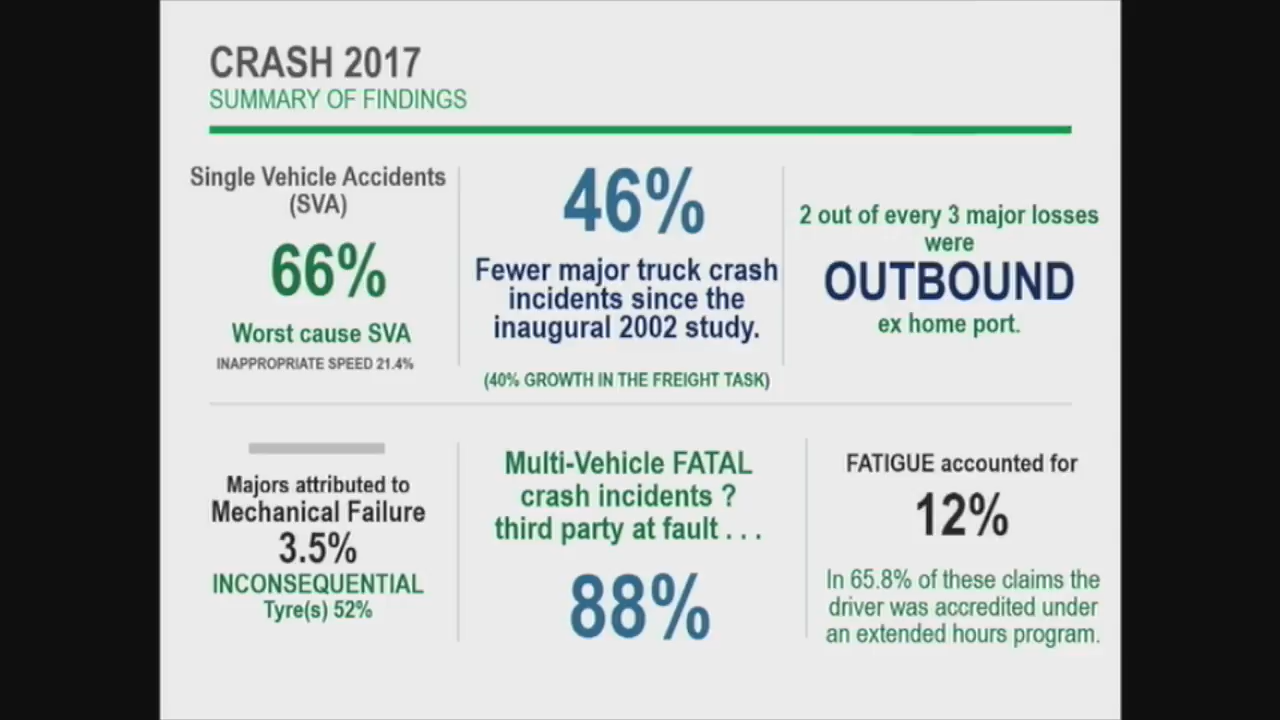 CRASH 2017
SUMMARY OF FINDINGS
Single Vehicle Accidents
(SVA)
66%
Worst cause SVA
INAPPROPRIATE SPEED 21.4%
46%
Fewer major truck crash
incidents since the
inaugural 2002 study.
(40% GROWTH IN THE FREIGHT TASK)
2 out of every 3 major losses
were
OUTBOUND
ex home port.
Majors attributed to
Mechanical Failure
3.5%
INCONSEQUENTIAL
Tyre(s) 52%
Multi-Vehicle FATAL
crash incidents ?
third party at fault . . .
88%
FATIGUE accounted for
12%
In 65.8% of these claims the
driver was accredited under
an extended hours program.